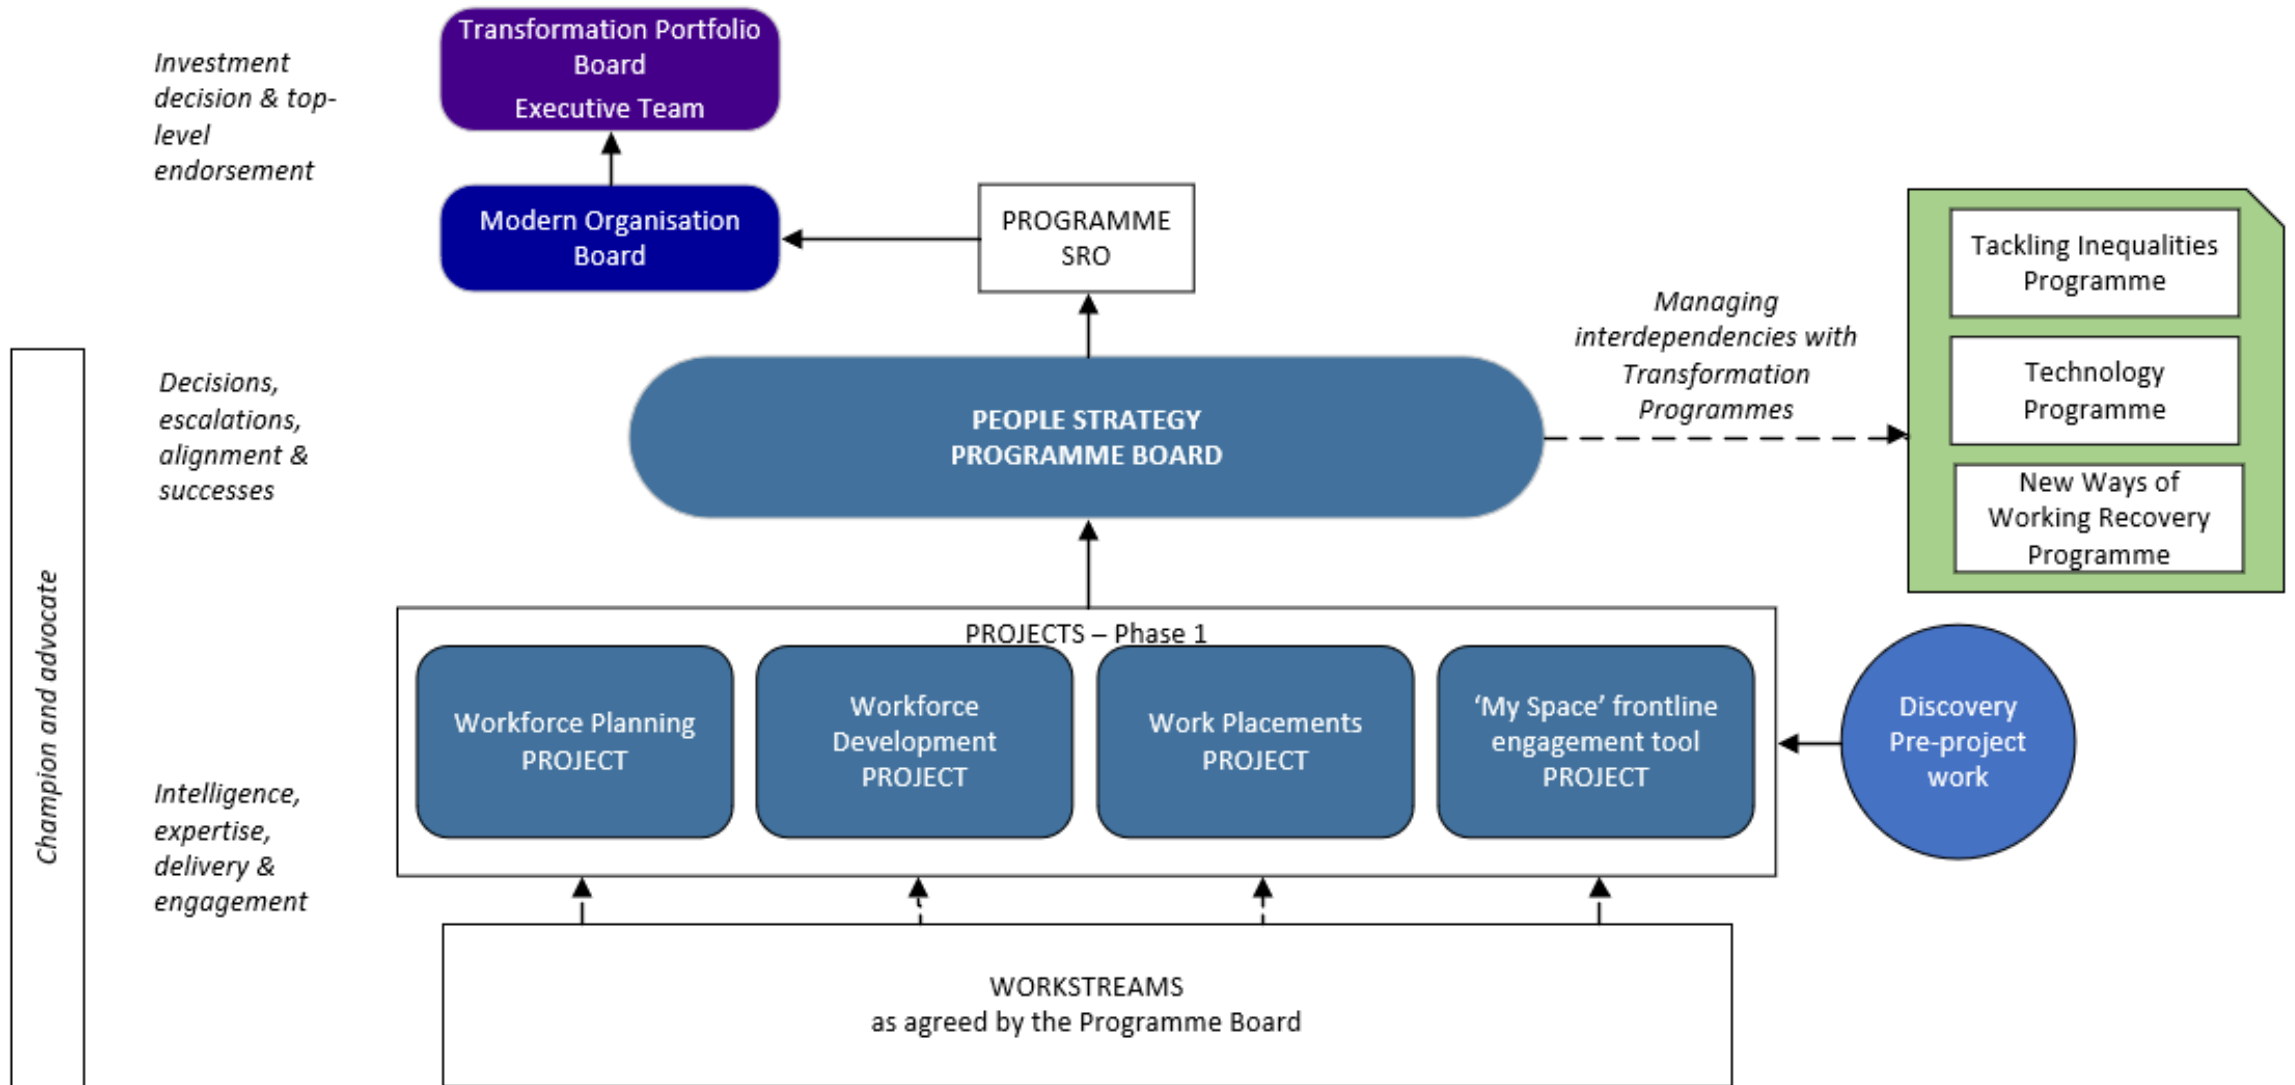 Transformation Portfolio
Board
Executive Team
Investment
decision & top-
level
endorsement
Modern Organisation
Board
PROGRAMME
SRO
Tackling Inequalities
Programme
Technology
Programme
New Ways of
Working Recovery
Programme
Managing
interdependencies with
Transformation
Programmes
Decisions,
escalations,
alignment &
successes
PEOPLE STRATEGY
PROGRAMME BOARD
Champion and advocate
PROJECTS – Phase 1
Workforce Planning
PROJECT
Workforce
Development
PROJECT
Work Placements
PROJECT
‘My Space’ frontline
engagement tool
PROJECT
Discovery
Pre-project
work
Intelligence,
expertise,
delivery &
engagement
WORKSTREAMS
as agreed by the Programme Board